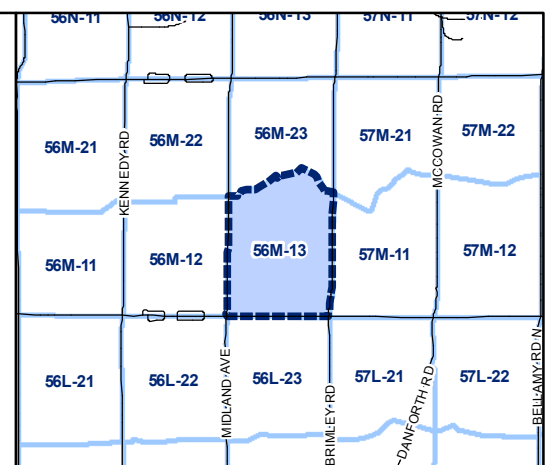 56N-11
56N-12
56N-13
57N-11
57N-12
56M-21
56M-22
56M-23
57M-21
57M-22
KENNEDY RD
MCCOWAN RD
56M-11
56M-12
56M-13
57M-11
57M-12
56L-21
56L-22
56L-23
57L-21
57L-22
MIDLAND AVE
BRIMLEY RD
DANFORTH RD
BELLAMY RD N